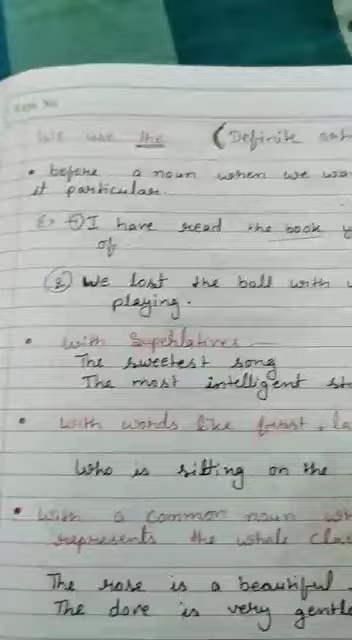 We use the (Definite
• before a noun when we
it particular.
Ex ① I have read the book
of
② We lost the ball with
playing.
• with Superlatives
The sweetest song
The most intelligent
• with words like first,
Who is sitting on the
• With a common noun
represents the whole
The rose is a beautiful
The dove is very gentle